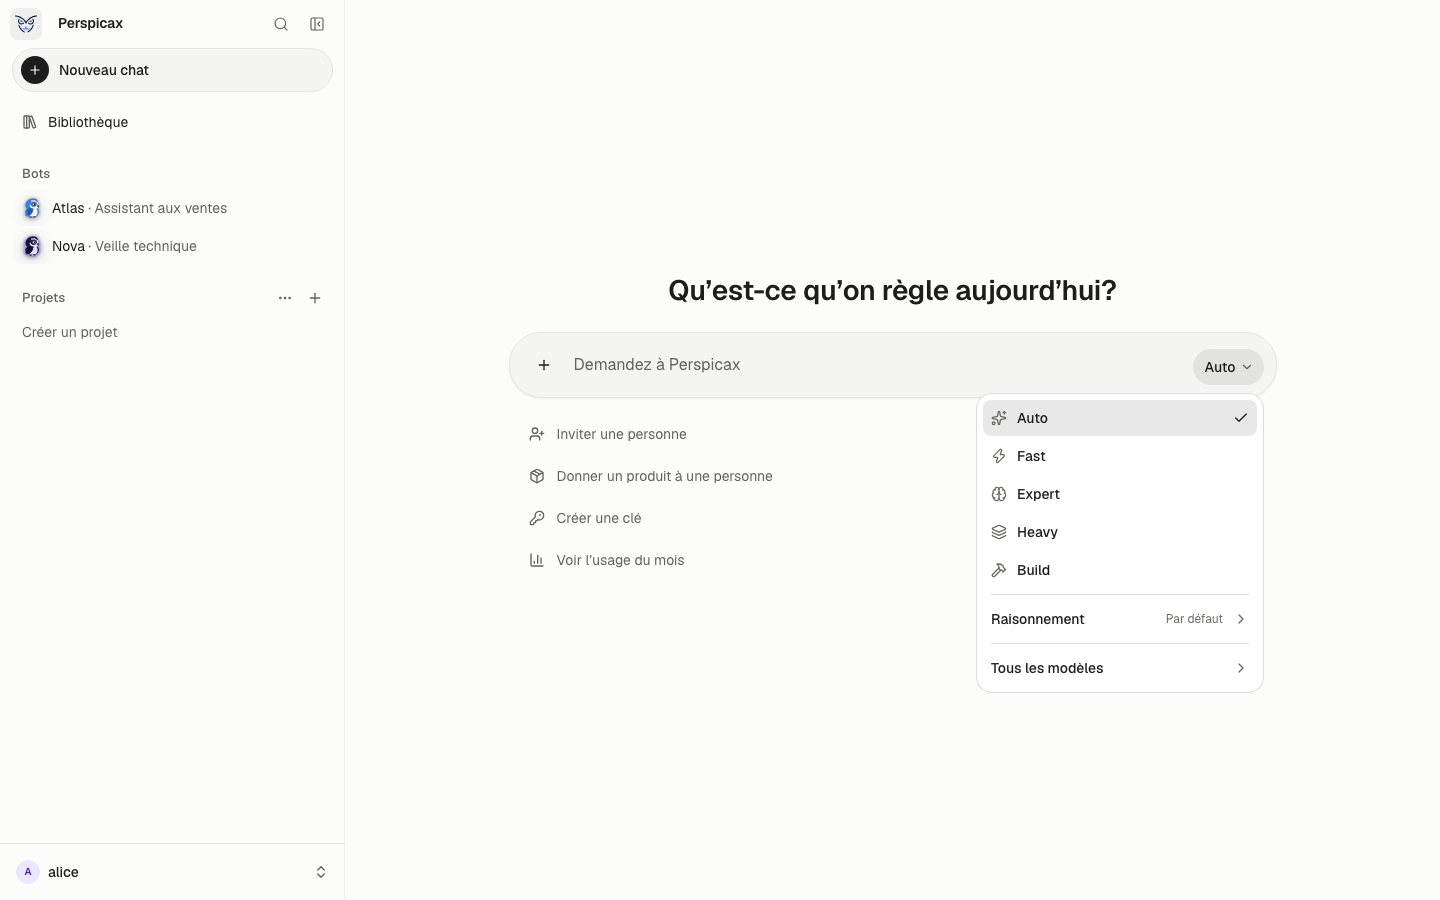 Perspicax
Nouveau chat
Bibliothèque
Bots
Atlas · Assistant aux ventes
Nova · Veille technique
Projets
Créer un projet
A
alice
Qu’est-ce qu’on règle aujourd’hui?
Demandez à Perspicax
Auto
Inviter une personne
Donner un produit à une personne
Créer une clé
Voir l’usage du mois
Auto
Fast
Expert
Heavy
Build
Raisonnement Par défaut
Tous les modèles